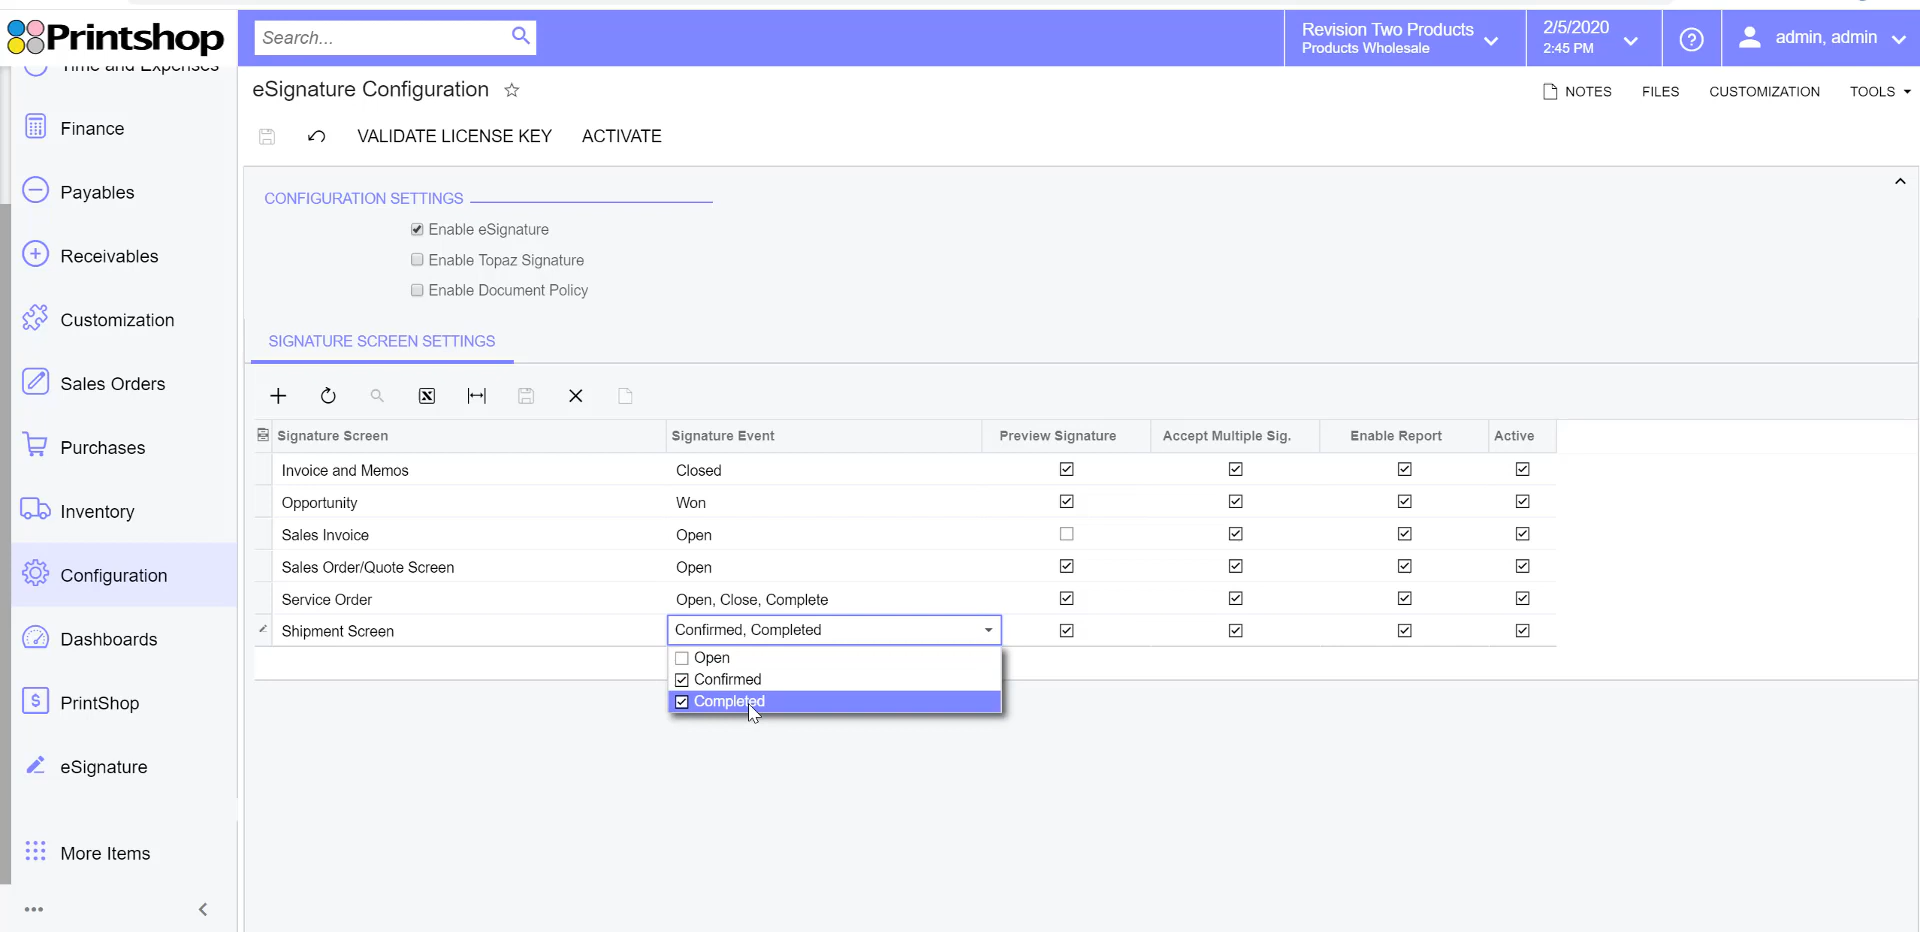 Printshop
Search...
Revision Two Products
Products Wholesale
2/5/2020
2:45 PM
admin, admin
Time and Expenses
Finance
Payables
Receivables
Customization
Sales Orders
Purchases
Inventory
Configuration
Dashboards
PrintShop
eSignature
More Items
eSignature Configuration
NOTES
FILES
CUSTOMIZATION
TOOLS
VALIDATE LICENSE KEY
ACTIVATE
CONFIGURATION SETTINGS
Enable eSignature
Enable Topaz Signature
Enable Document Policy
SIGNATURE SCREEN SETTINGS
Signature Screen Signature Event Preview Signature Accept Multiple Sig. Enable Report Active
Invoice and Memos Closed
Opportunity Won
Sales Invoice Open
Sales Order/Quote Screen Open
Service Order Open, Close, Complete
Shipment Screen Confirmed, Completed
Open
Confirmed
Completed